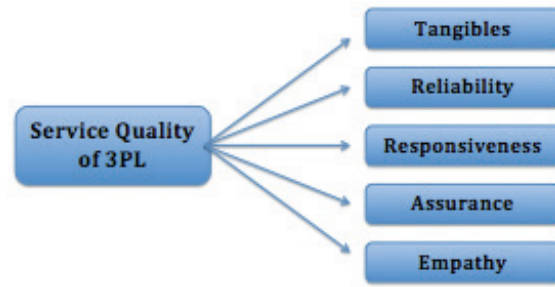 Tangibles
Reliability
Service Quality
of 3PL
Responsiveness
Assurance
Empathy